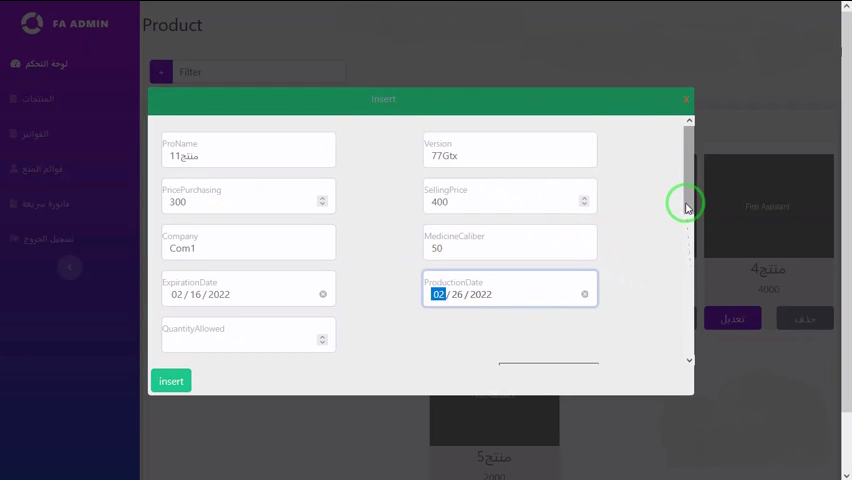 FA ADMIN
Product
لوحة التحكم
المنتجات
الفواتير
قوائم المنع
فاتورة سريعة
تسجيل الخروج
+
Filter
Insert
X
ProName
منتج11
Version
77Gtx
PricePurchasing
300
SellingPrice
400
Company
Com1
MedicineCaliber
50
ExpirationDate
02 / 16 / 2022
ProductionDate
02 / 26 / 2022
QuantityAllowed
insert
First Assistant
منتج4
4000
تعديل
حذف
منتج5
2000